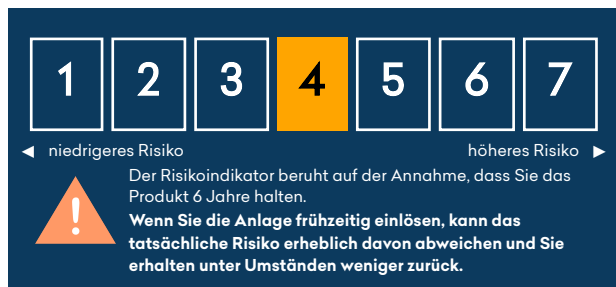 1 2 3 4 5 6 7
◄ niedrigeres Risiko höheres Risiko ►
Der Risikoindikator beruht auf der Annahme, dass Sie das
Produkt 6 Jahre halten.
!
Wenn Sie die Anlage frühzeitig einlösen, kann das
tatsächliche Risiko erheblich davon abweichen und Sie
erhalten unter Umständen weniger zurück.